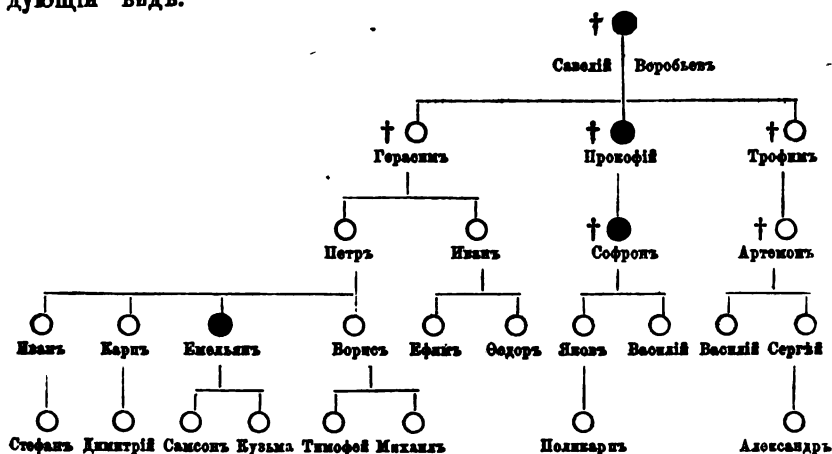 дующій видъ.
† Савелій Воробьевъ
† Герасимъ † Прокофій † Трофимъ
Петръ Иванъ † Софронъ † Артемонъ
Иванъ Карпъ Емельянъ Борисъ Ефимъ Ѳедоръ Яковъ Василій Василій Сергѣй
Стефанъ Димитрій Самсонъ Кузьма Тимофей Михаилъ Поликарпъ Александръ